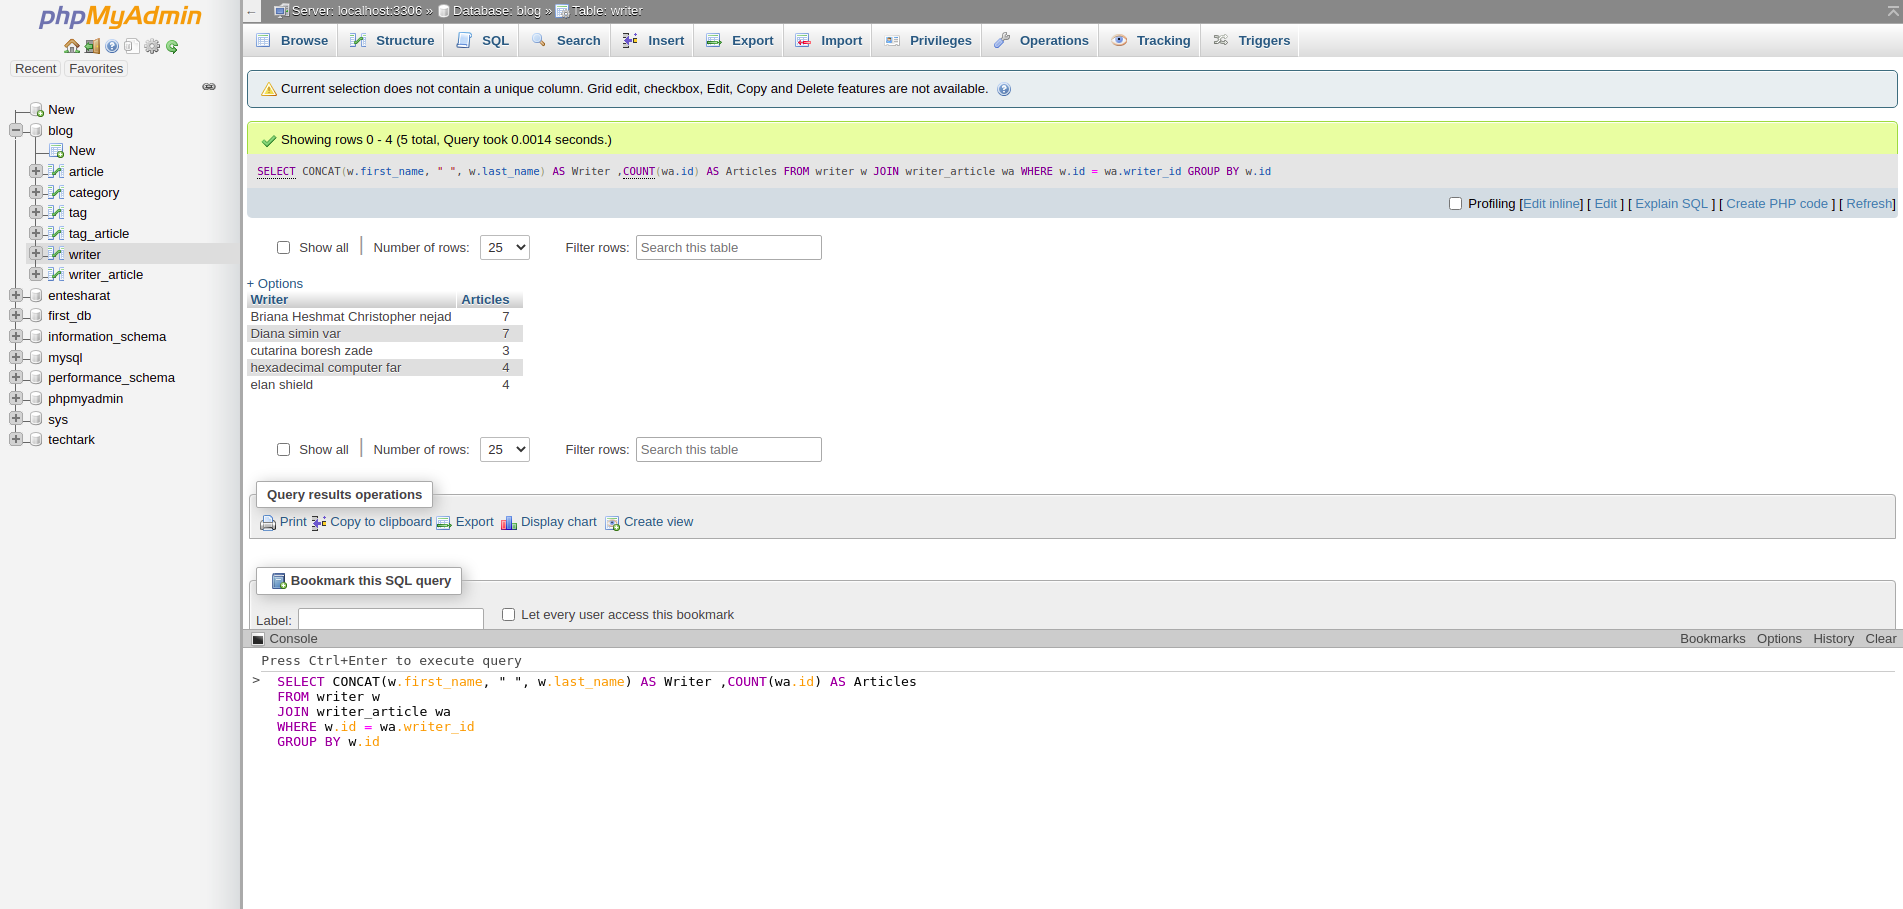 phpMyAdmin
Recent Favorites
New
blog
New
article
category
tag
tag_article
writer
writer_article
entesharat
first_db
information_schema
mysql
performance_schema
phpmyadmin
sys
techtark
← Server: localhost:3306 » Database: blog » Table: writer
Browse Structure SQL Search Insert Export Import Privileges Operations Tracking Triggers
Current selection does not contain a unique column. Grid edit, checkbox, Edit, Copy and Delete features are not available.
Showing rows 0 - 4 (5 total, Query took 0.0014 seconds.)
SELECT CONCAT(w.first_name, " ", w.last_name) AS Writer ,COUNT(wa.id) AS Articles FROM writer w JOIN writer_article wa WHERE w.id = wa.writer_id GROUP BY w.id
Profiling [Edit inline] [ Edit ] [ Explain SQL ] [ Create PHP code ] [ Refresh]
Show all | Number of rows: 25 Filter rows: Search this table
+ Options
Writer Articles
Briana Heshmat Christopher nejad 7
Diana simin var 7
cutarina boresh zade 3
hexadecimal computer far 4
elan shield 4
Show all | Number of rows: 25 Filter rows: Search this table
Query results operations
Print Copy to clipboard Export Display chart Create view
Bookmark this SQL query
Label: Let every user access this bookmark
Console Bookmarks Options History Clear
Press Ctrl+Enter to execute query
> SELECT CONCAT(w.first_name, " ", w.last_name) AS Writer ,COUNT(wa.id) AS Articles
FROM writer w
JOIN writer_article wa
WHERE w.id = wa.writer_id
GROUP BY w.id